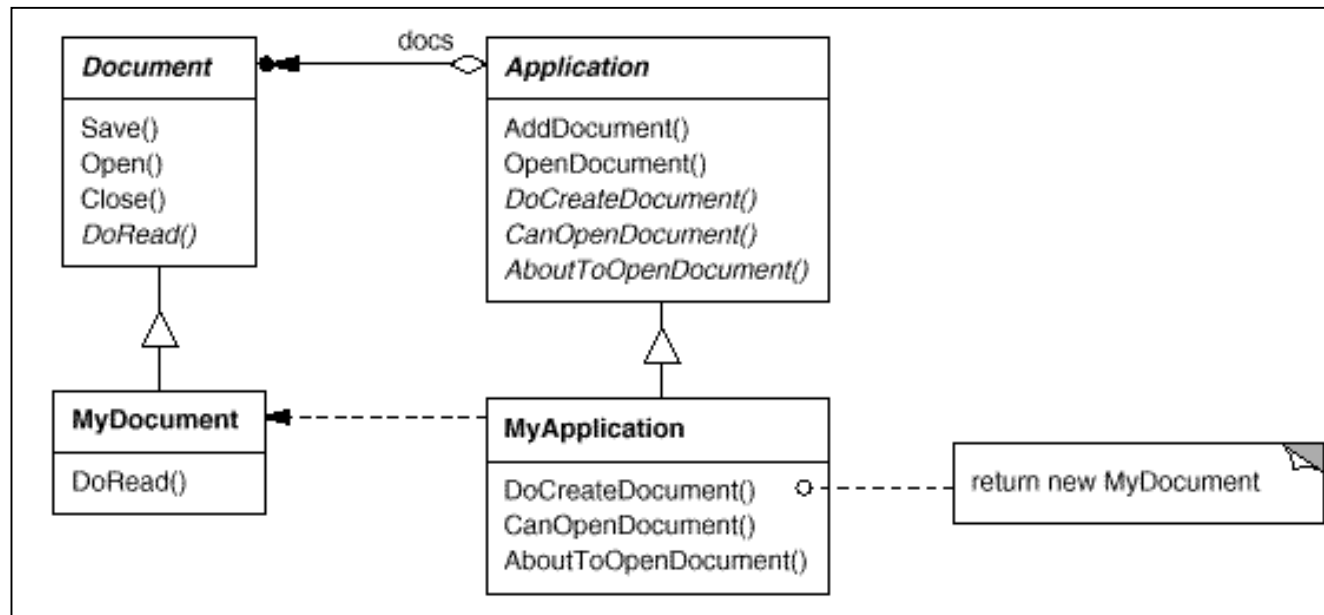 docs
Document
Save()
Open()
Close()
DoRead()
Application
AddDocument()
OpenDocument()
DoCreateDocument()
CanOpenDocument()
AboutToOpenDocument()
MyDocument
DoRead()
MyApplication
DoCreateDocument()
CanOpenDocument()
AboutToOpenDocument()
return new MyDocument